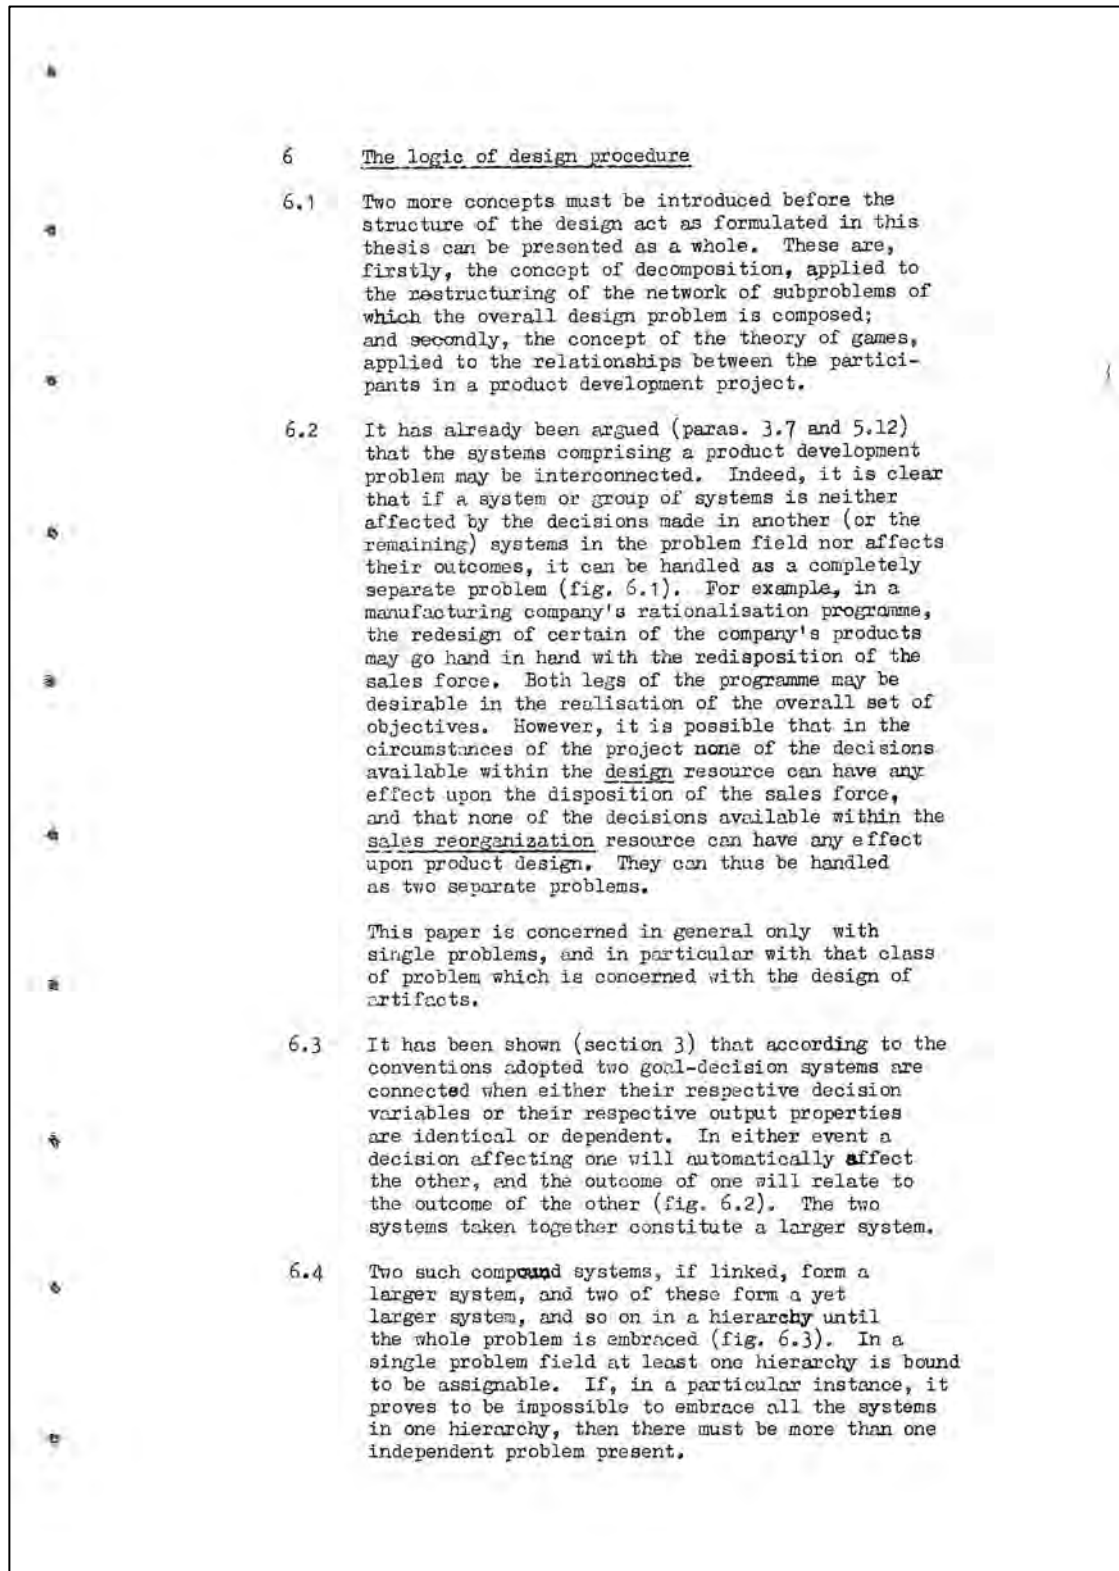 6 The logic of design procedure
6.1 Two more concepts must be introduced before the
structure of the design act as formulated in this
thesis can be presented as a whole. These are,
firstly, the concept of decomposition, applied to
the restructuring of the network of subproblems of
which the overall design problem is composed;
and secondly, the concept of the theory of games,
applied to the relationships between the partici-
pants in a product development project.
6.2 It has already been argued (paras. 3.7 and 5.12)
that the systems comprising a product development
problem may be interconnected. Indeed, it is clear
that if a system or group of systems is neither
affected by the decisions made in another (or the
remaining) systems in the problem field nor affects
their outcomes, it can be handled as a completely
separate problem (fig. 6.1). For example, in a
manufacturing company's rationalisation programme,
the redesign of certain of the company's products
may go hand in hand with the redisposition of the
sales force. Both legs of the programme may be
desirable in the realisation of the overall set of
objectives. However, it is possible that in the
circumstances of the project none of the decisions
available within the design resource can have any
effect upon the disposition of the sales force,
and that none of the decisions available within the
sales reorganization resource can have any effect
upon product design. They can thus be handled
as two separate problems.
This paper is concerned in general only with
single problems, and in particular with that class
of problem which is concerned with the design of
artifacts.
6.3 It has been shown (section 3) that according to the
conventions adopted two goal-decision systems are
connected when either their respective decision
variables or their respective output properties
are identical or dependent. In either event a
decision affecting one will automatically affect
the other, and the outcome of one will relate to
the outcome of the other (fig. 6.2). The two
systems taken together constitute a larger system.
6.4 Two such compound systems, if linked, form a
larger system, and two of these form a yet
larger system, and so on in a hierarchy until
the whole problem is embraced (fig. 6.3). In a
single problem field at least one hierarchy is bound
to be assignable. If, in a particular instance, it
proves to be impossible to embrace all the systems
in one hierarchy, then there must be more than one
independent problem present.